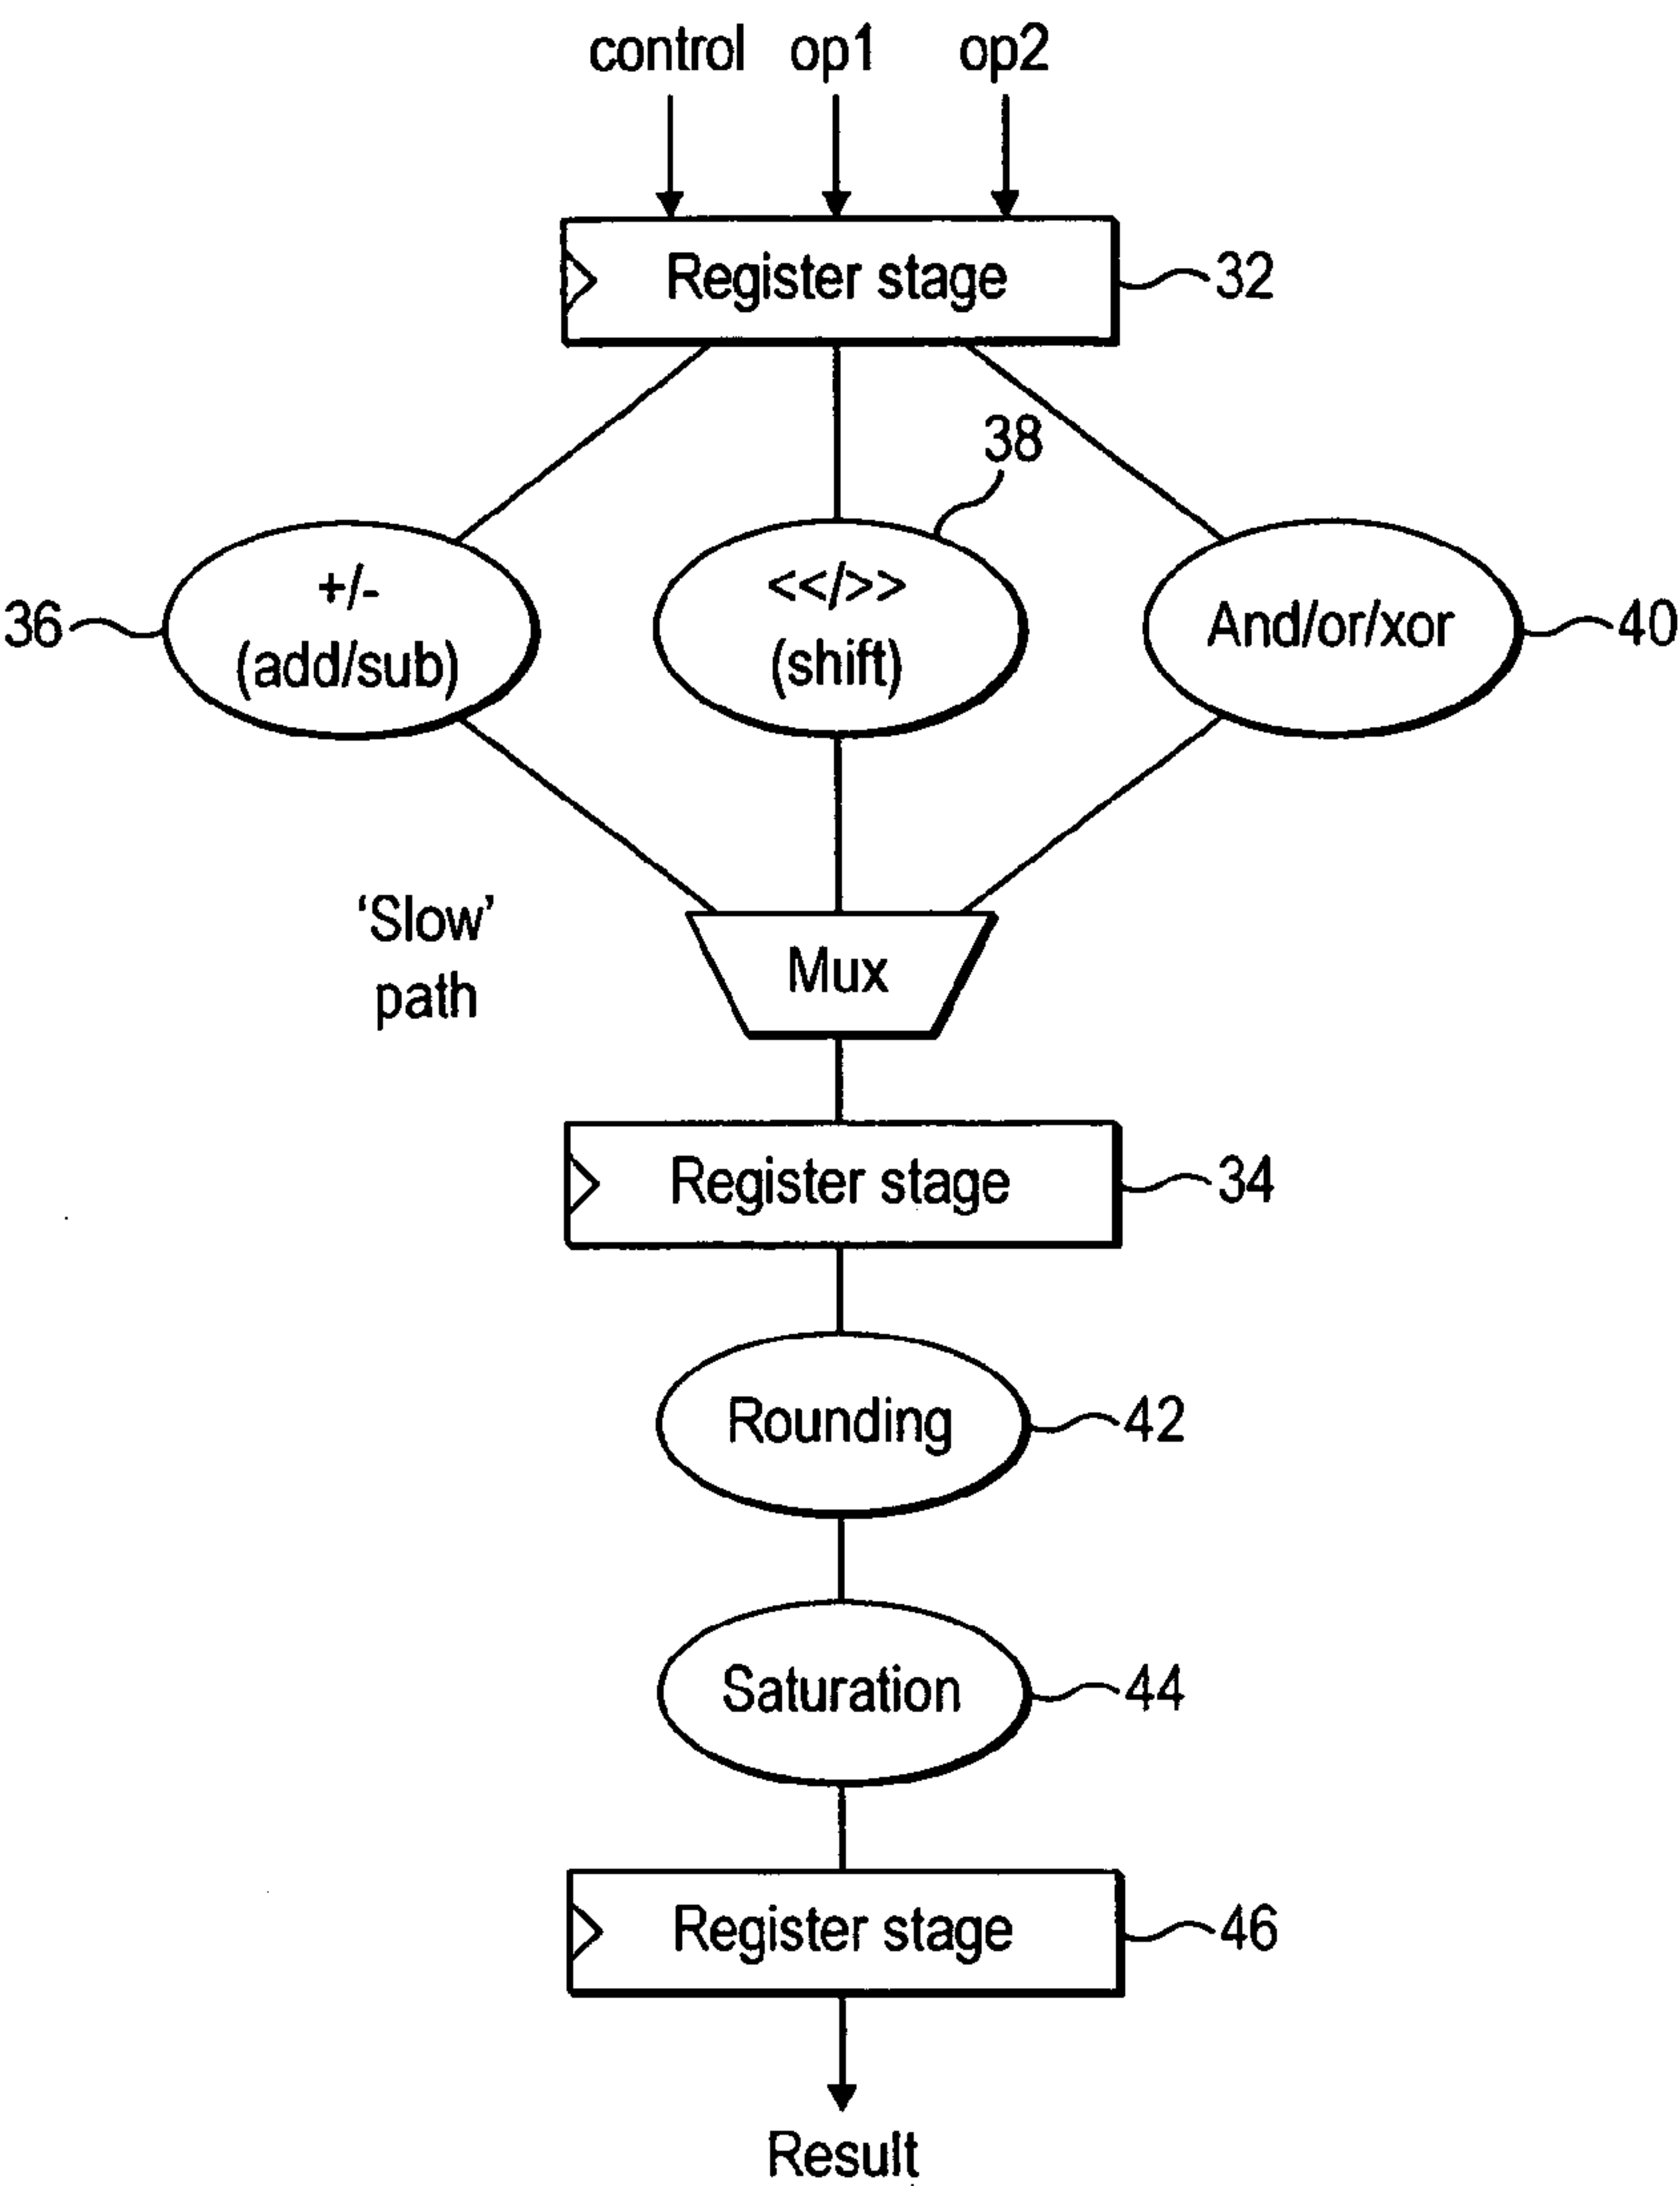 control op1 op2
Register stage 32
38
36 +/- <</>> And/or/xor 40
(add/sub) (shift)
‘Slow’
path
Mux
Register stage 34
Rounding 42
Saturation 44
Register stage 46
Result